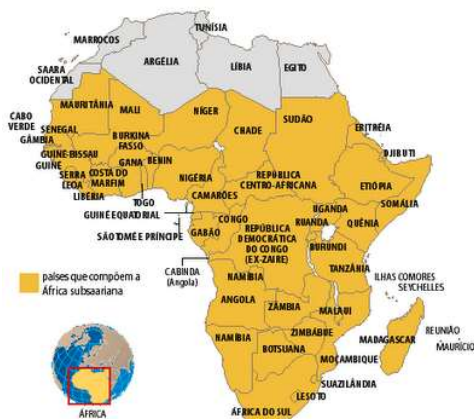 TUNÍSIA
MARROCOS
ARGÉLIA
LÍBIA
EGITO
SAARA
OCIDENTAL
MAURITÂNIA
MALI
NÍGER
CHADE
SUDÃO
ERITRÉIA
CABO
VERDE
SENEGAL
GÂMBIA
GUINÉ-BISSAU
GUINÉ
BURKINA
FASSO
BENIN
GANA
SERRA
LEOA
COSTA DO
MARFIM
NIGÉRIA
DJIBUTI
ETIÓPIA
SOMÁLIA
REPÚBLICA
CENTRO-AFRICANA
LIBÉRIA
TOGO
CAMARÕES
GUINÉ EQUATORIAL
SÃO TOMÉ E PRÍNCIPE
CONGO
GABÃO
UGANDA
RUANDA
QUÊNIA
REPÚBLICA
DEMOCRÁTICA
DO CONGO
(EX-ZAIRE)
BURUNDI
CABINDA
(Angola)
TANZÂNIA
NAMÍBIA
ILHAS COMORES
SEYCHELLES
países que compõem a
África subsaariana
ANGOLA
ZÂMBIA
MALAUI
ZIMBÁBUE
MADAGASCAR
REUNIÃO
MAURÍCIO
NAMÍBIA
BOTSUANA
MOÇAMBIQUE
SUAZILÂNDIA
LESOTO
ÁFRICA DO SUL
ÁFRICA